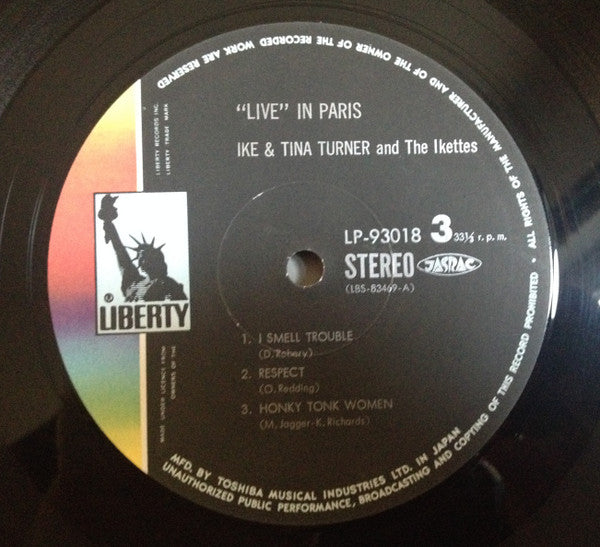 "LIVE" IN PARIS
IKE & TINA TURNER and The Ikettes
LP-93018 3 33⅓ r.p.m.
STEREO JASRAC
(LBS-83469-A)
1. I SMELL TROUBLE
(D. Robery)
2. RESPECT
(O. Redding)
3. HONKY TONK WOMEN
(M. Jagger-K. Richards)
LIBERTY
LIBERTY RECORDS INC.
LIBERTY TRADE MARK
MADE UNDER LICENCE FROM
OWNERS OF THE
MFD. BY TOSHIBA MUSICAL INDUSTRIES LTD. IN JAPAN
ALL RIGHTS OF THE MANUFACTURER AND OF THE OWNER OF THE RECORDED WORK ARE RESERVED
UNAUTHORIZED PUBLIC PERFORMANCE, BROADCASTING AND COPYING OF THIS RECORD PROHIBITED •